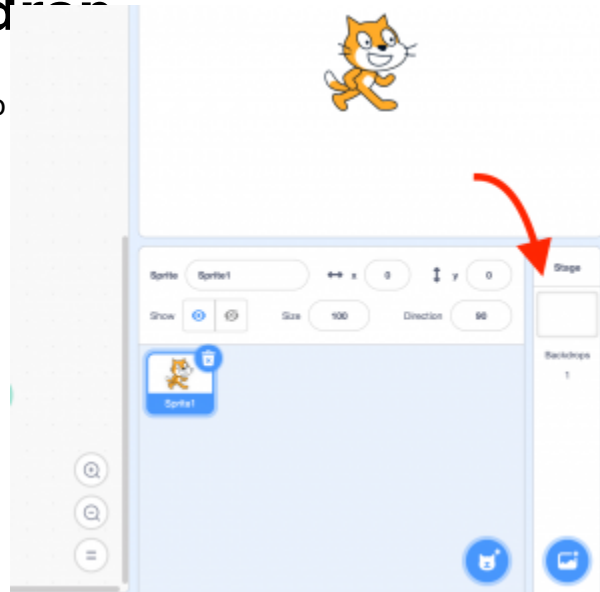 Sprite Sprite1 x 0 y 0
Show Size 100 Direction 90
Stage
Sprite1
Backdrops
1